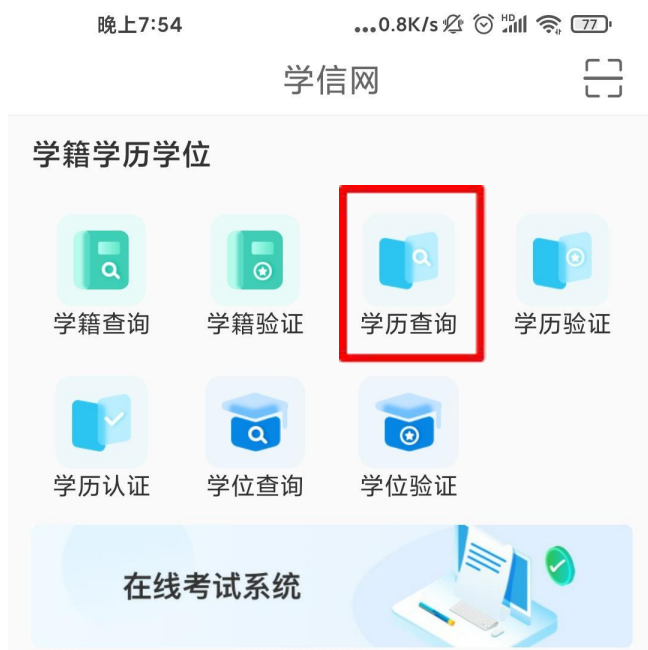 晚上7:54 ...0.8K/s HD 77
学信网
学籍学历学位
学籍查询 学籍验证 学历查询 学历验证
学历认证 学位查询 学位验证
在线考试系统